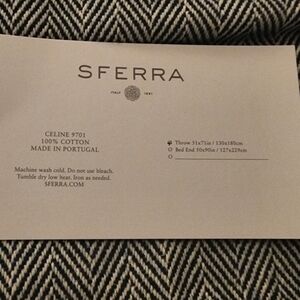 SFERRA
ITALY 1891
CELINE 9701
100% COTTON
MADE IN PORTUGAL
Machine wash cold. Do not use bleach.
Tumble dry low heat. Iron as needed.
SFERRA.COM
Throw 51x71in / 130x180cm
Bed End 50x90in / 127x229cm